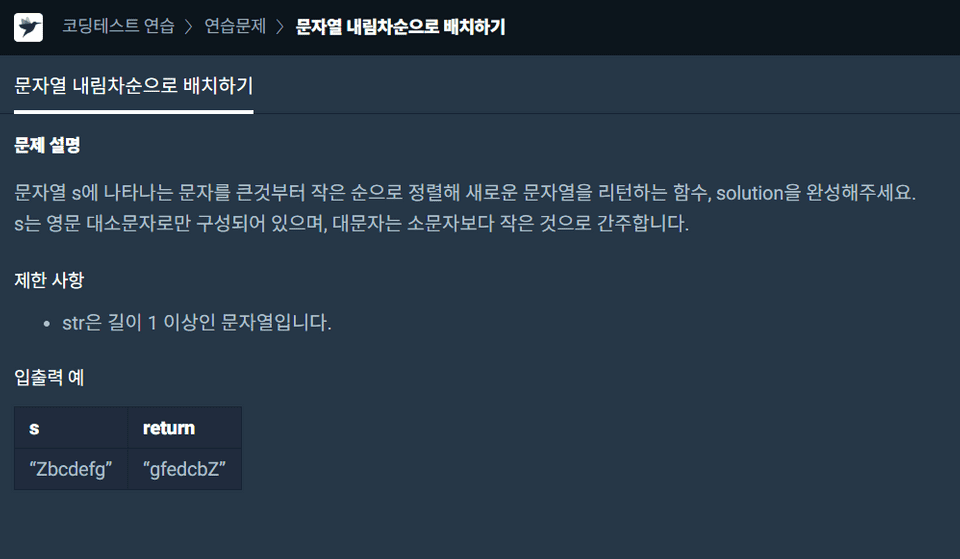 코딩테스트 연습 > 연습문제 > 문자열 내림차순으로 배치하기
문자열 내림차순으로 배치하기
문제 설명
문자열 s에 나타나는 문자를 큰것부터 작은 순으로 정렬해 새로운 문자열을 리턴하는 함수, solution을 완성해주세요.
s는 영문 대소문자로만 구성되어 있으며, 대문자는 소문자보다 작은 것으로 간주합니다.
제한 사항
• str은 길이 1 이상인 문자열입니다.
입출력 예
s return
“Zbcdefg” “gfedcbZ”